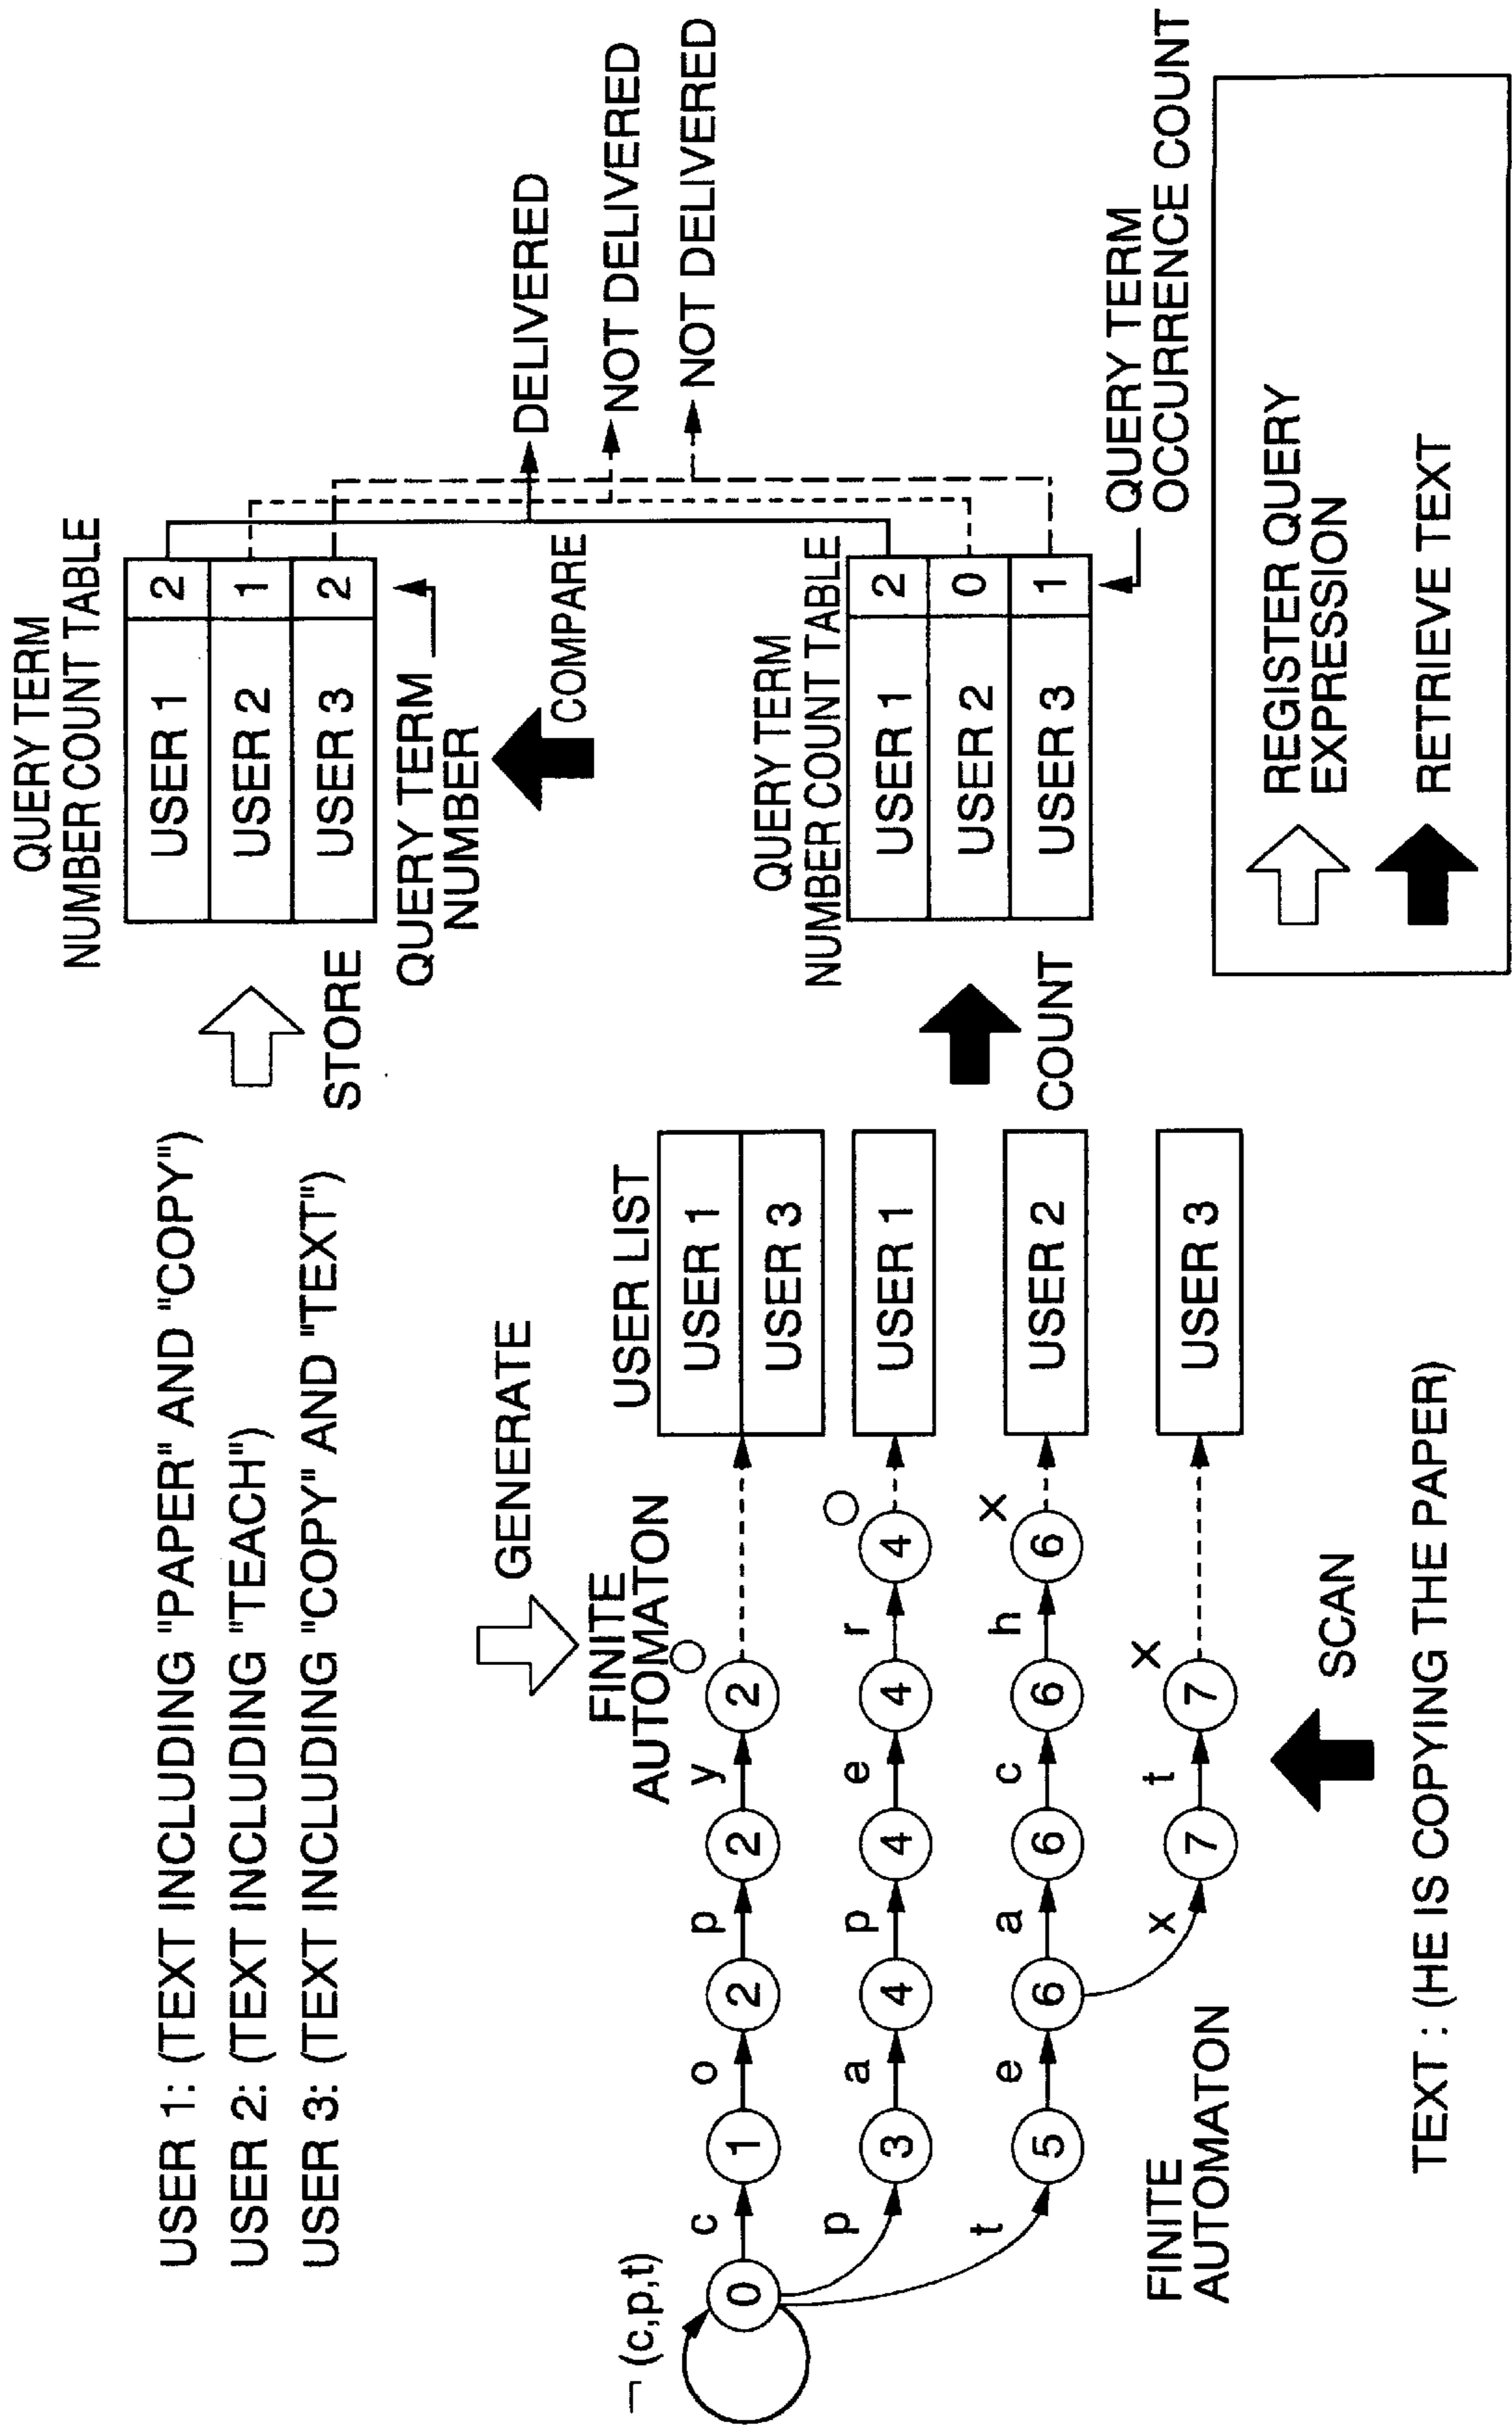 USER 1: (TEXT INCLUDING "PAPER" AND "COPY")
USER 2: (TEXT INCLUDING "TEACH")
USER 3: (TEXT INCLUDING "COPY" AND "TEXT")
STORE
QUERY TERM
NUMBER COUNT TABLE
USER 1 2
USER 2 1
USER 3 2
QUERY TERM
NUMBER
COMPARE
DELIVERED
NOT DELIVERED
NOT DELIVERED
GENERATE
FINITE
AUTOMATON
USER LIST
¬ (c,p,t)
0 c 1 o 2 p 2 y 2
USER 1
USER 3
p 3 a 4 p 4 e 4 r 4
USER 1
t 5 e 6 a 6 c 6 h 6 X
USER 2
x 7 t 7 X
USER 3
FINITE
AUTOMATON
COUNT
QUERY TERM
NUMBER COUNT TABLE
USER 1 2
USER 2 0
USER 3 1
QUERY TERM
OCCURRENCE COUNT
SCAN
TEXT : (HE IS COPYING THE PAPER)
REGISTER QUERY
EXPRESSION
RETRIEVE TEXT